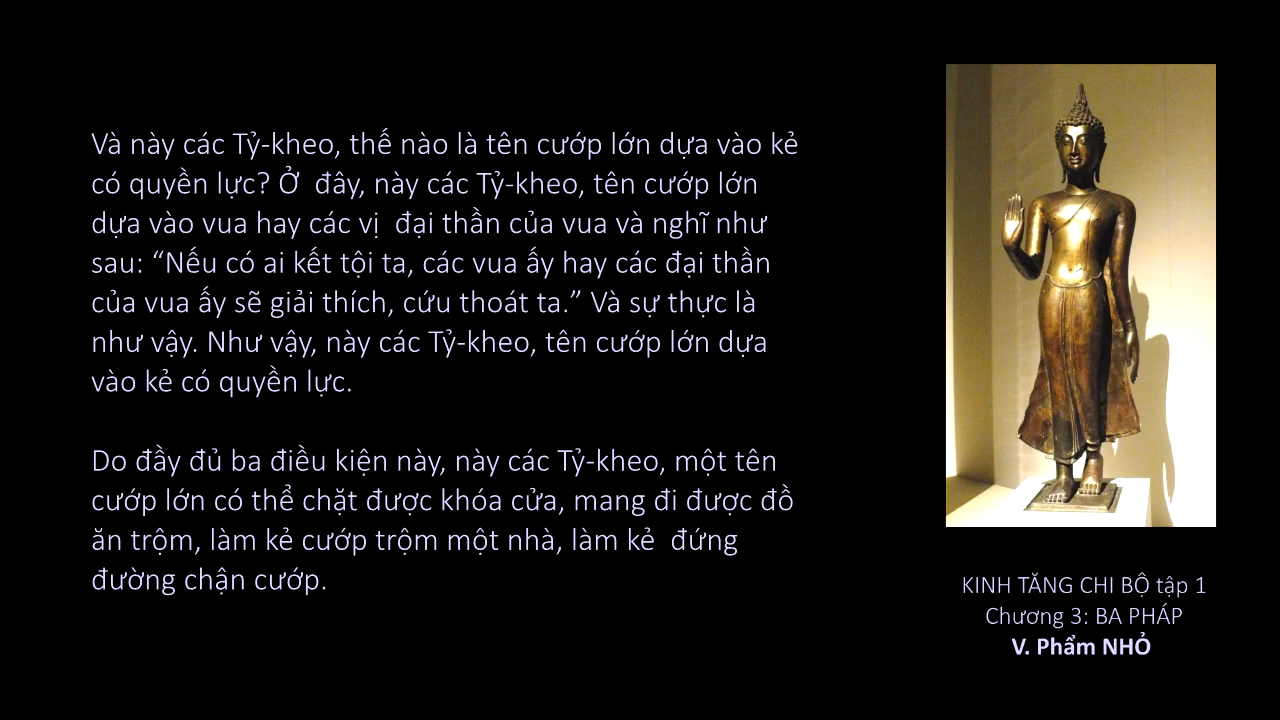 Và này các Tỷ-kheo, thế nào là tên cướp lớn dựa vào kẻ
có quyền lực? Ở  đây, này các Tỷ-kheo, tên cướp lớn
dựa vào vua hay các vị  đại thần của vua và nghĩ như
sau: “Nếu có ai kết tội ta, các vua ấy hay các đại thần
của vua ấy sẽ giải thích, cứu thoát ta.” Và sự thực là
như vậy. Như vậy, này các Tỷ-kheo, tên cướp lớn dựa
vào kẻ có quyền lực.
Do đầy đủ ba điều kiện này, này các Tỷ-kheo, một tên
cướp lớn có thể chặt được khóa cửa, mang đi được đồ
ăn trộm, làm kẻ cướp trộm một nhà, làm kẻ  đứng
đường chận cướp.
KINH TĂNG CHI BỘ tập 1
Chương 3: BA PHÁP
V. Phẩm NHỎ